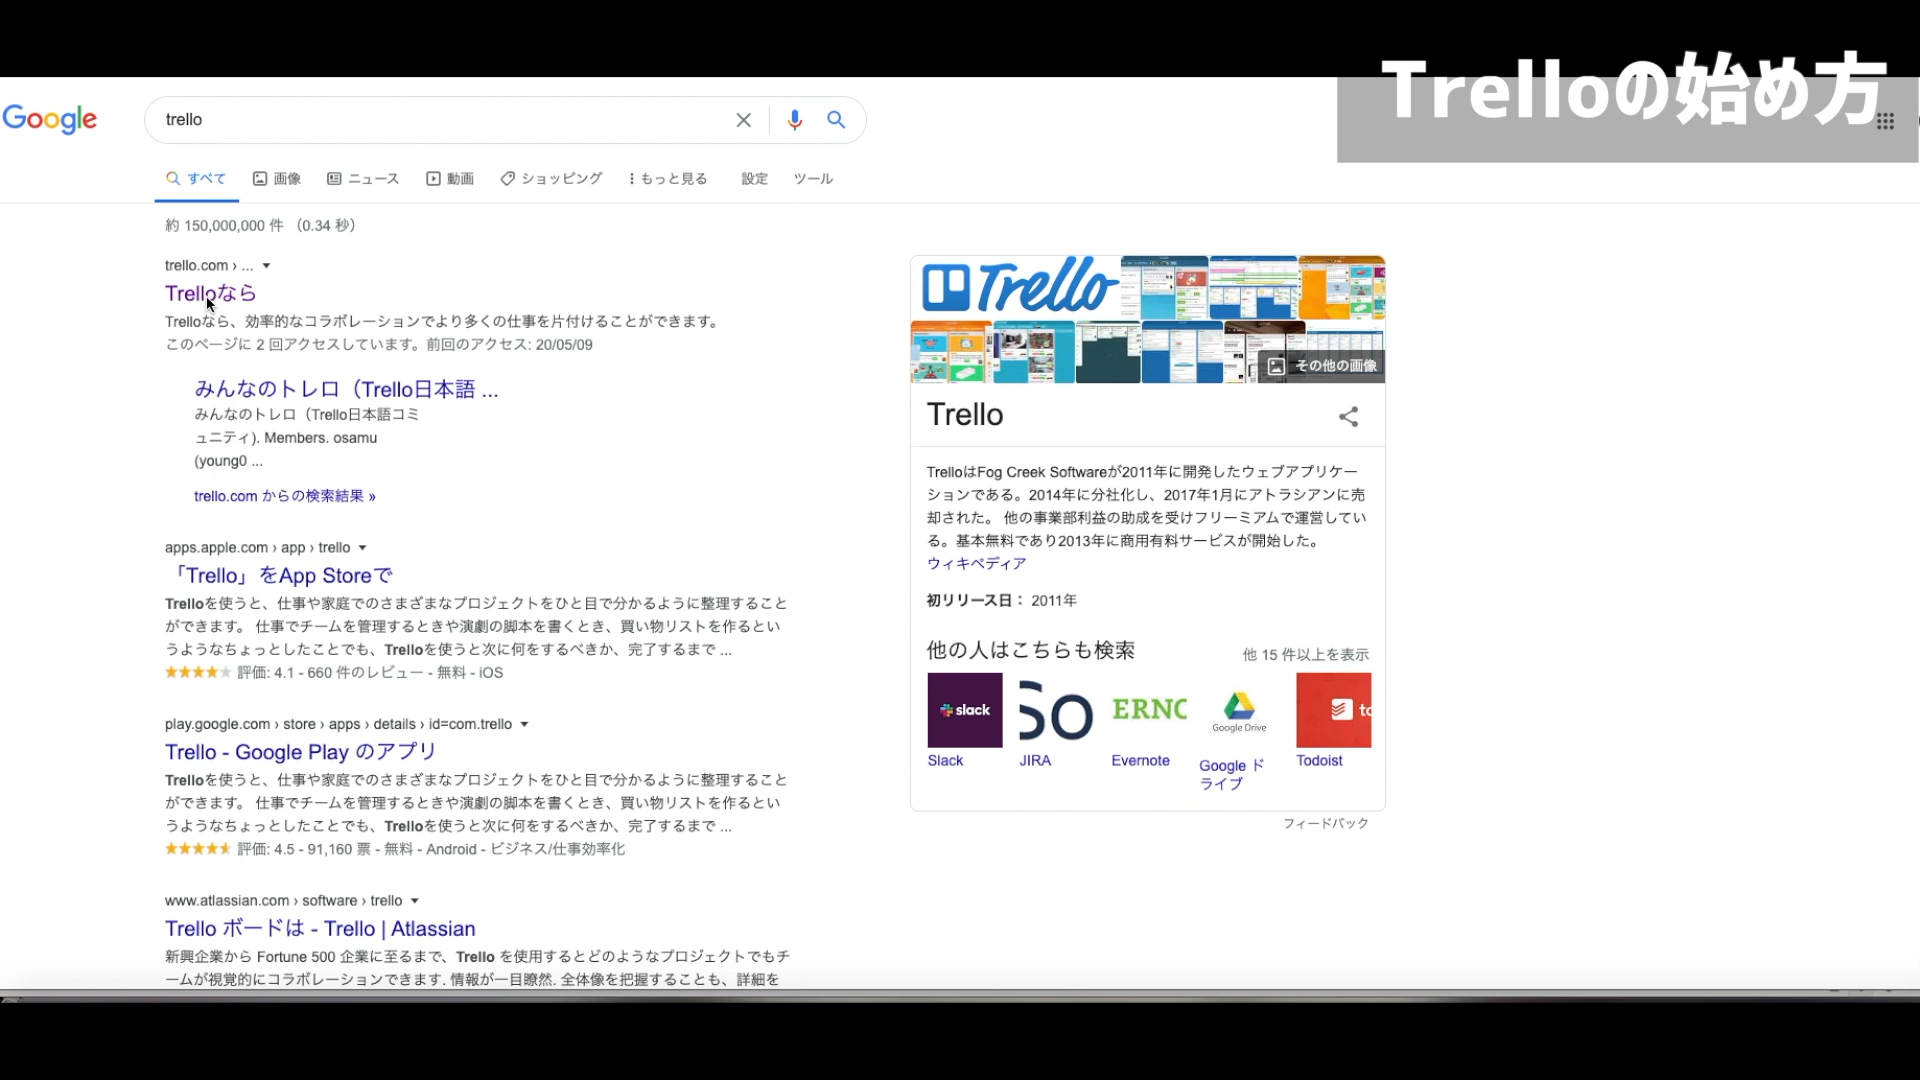 Trelloの始め方
Google
trello
すべて 画像 ニュース 動画 ショッピング もっと見る 設定 ツール
約 150,000,000 件 （0.34 秒）
trello.com › ...
Trelloなら
Trelloなら、効率的なコラボレーションでより多くの仕事を片付けることができます。
このページに 2 回アクセスしています。前回のアクセス: 20/05/09
みんなのトレロ（Trello日本語 ...
みんなのトレロ（Trello日本語コミ
ュニティ). Members. osamu
(young0 ...
trello.com からの検索結果 »
apps.apple.com › app › trello
「Trello」をApp Storeで
Trelloを使うと、仕事や家庭でのさまざまなプロジェクトをひと目で分かるように整理すること
ができます。 仕事でチームを管理するときや演劇の脚本を書くとき、買い物リストを作るとい
うようなちょっとしたことでも、Trelloを使うと次に何をするべきか、完了するまで ...
評価: 4.1 - 660 件のレビュー - 無料 - iOS
play.google.com › store › apps › details › id=com.trello
Trello - Google Play のアプリ
Trelloを使うと、仕事や家庭でのさまざまなプロジェクトをひと目で分かるように整理すること
ができます。 仕事でチームを管理するときや演劇の脚本を書くとき、買い物リストを作るとい
うようなちょっとしたことでも、Trelloを使うと次に何をするべきか、完了するまで ...
評価: 4.5 - 91,160 票 - 無料 - Android - ビジネス/仕事効率化
www.atlassian.com › software › trello
Trello ボードは - Trello | Atlassian
新興企業から Fortune 500 企業に至るまで、Trello を使用するとどのようなプロジェクトでもチ
ームが視覚的にコラボレーションできます. 情報が一目瞭然. 全体像を把握することも、詳細を
Trello
その他の画像
Trello
TrelloはFog Creek Softwareが2011年に開発したウェブアプリケー
ションである。2014年に分社化し、2017年1月にアトラシアンに売
却された。 他の事業部利益の助成を受けフリーミアムで運営してい
る。基本無料であり2013年に商用有料サービスが開始した。
ウィキペディア
初リリース日： 2011年
他の人はこちらも検索 他 15 件以上を表示
slack So ERNC Google Drive to
Slack JIRA Evernote Google ド Todoist
ライブ
フィードバック